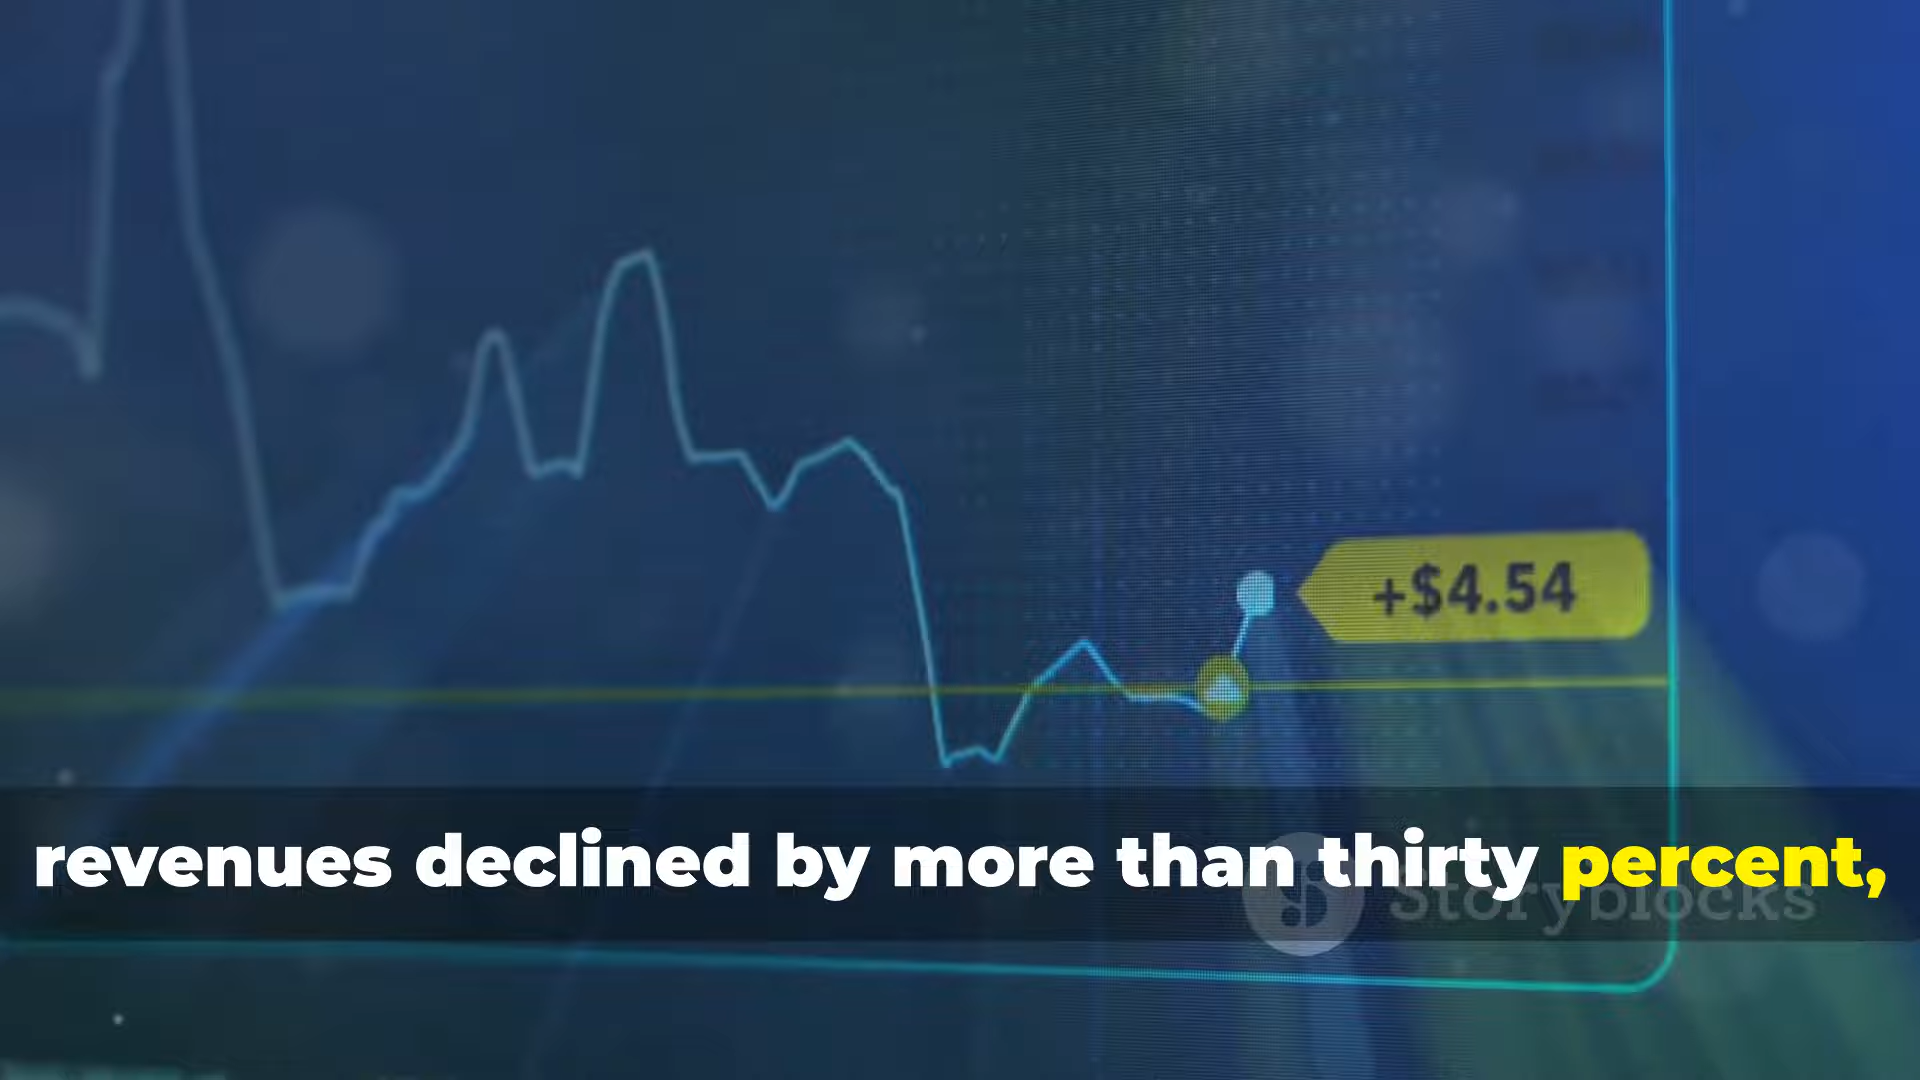 +$4.54
revenues declined by more than thirty percent,
Storyblocks